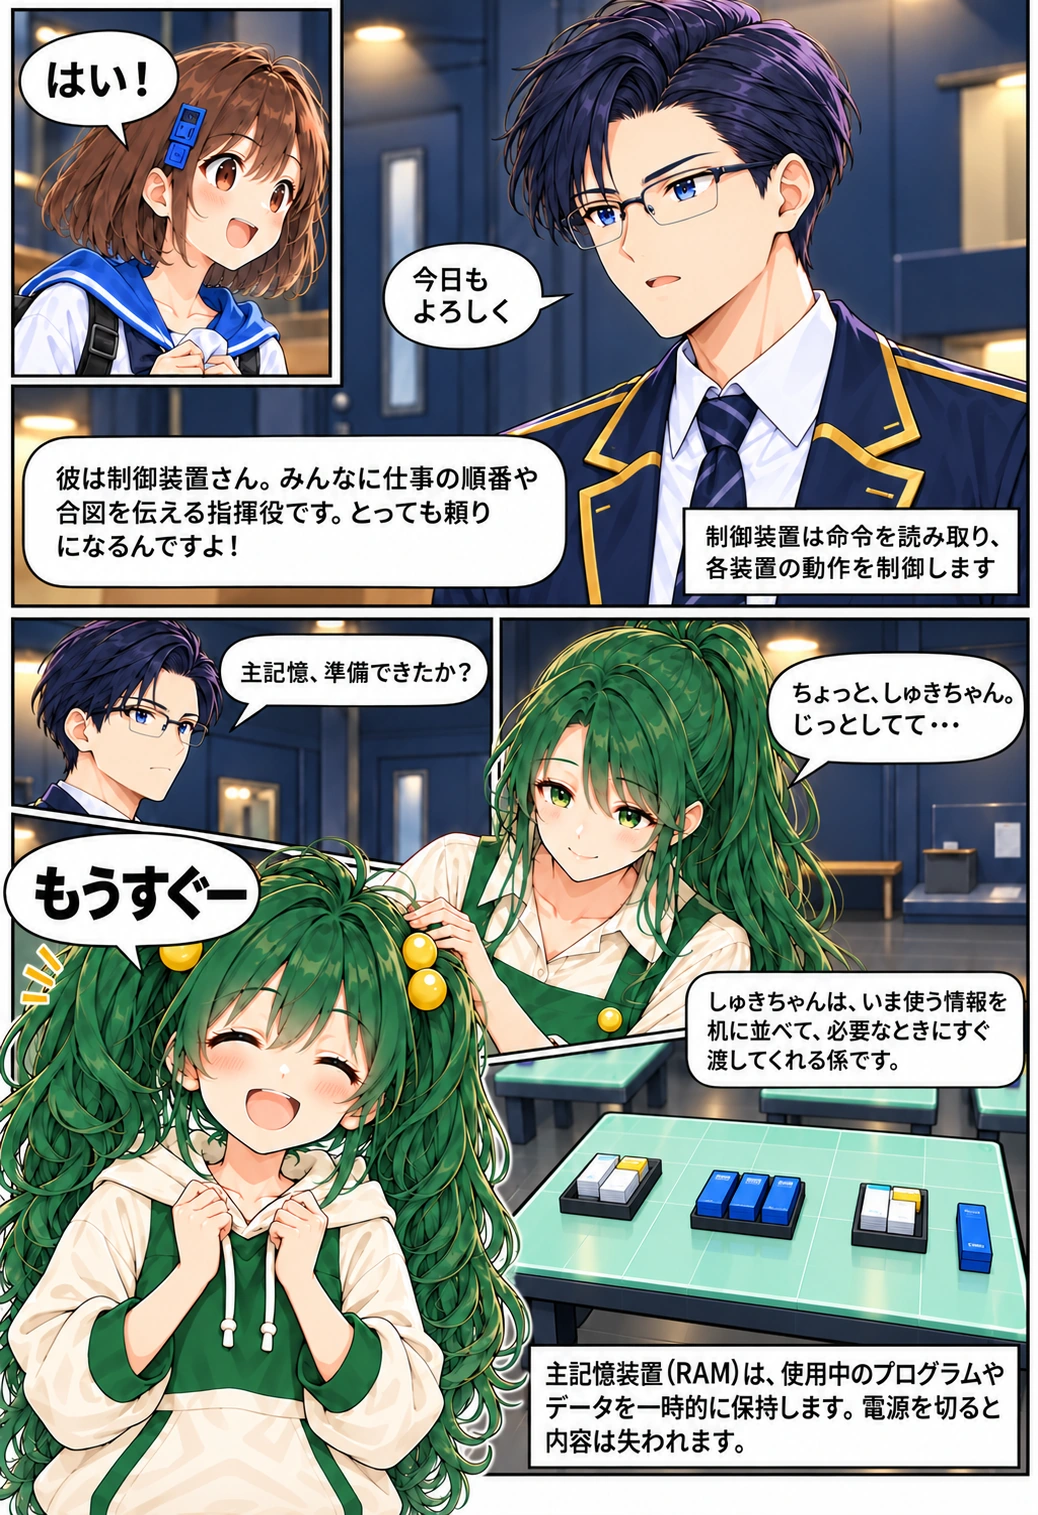 はい！
今日も
よろしく
彼は制御装置さん。みんなに仕事の順番や
合図を伝える指揮役です。とっても頼り
になるんですよ！
制御装置は命令を読み取り、
各装置の動作を制御します
主記憶、準備できたか？
ちょっと、しゅきちゃん。
じっとしてて・・・
もうすぐー
しゅきちゃんは、いま使う情報を
机に並べて、必要なときにすぐ
渡してくれる係です。
主記憶装置（RAM）は、使用中のプログラムや
データを一時的に保持します。電源を切ると
内容は失われます。